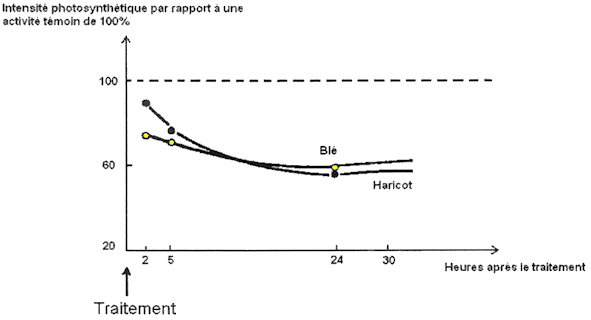 Intensité photosynthétique par rapport à une
activité témoin de 100%
100
Blé
60
Haricot
20
2 5 24 30
Heures après le traitement
Traitement